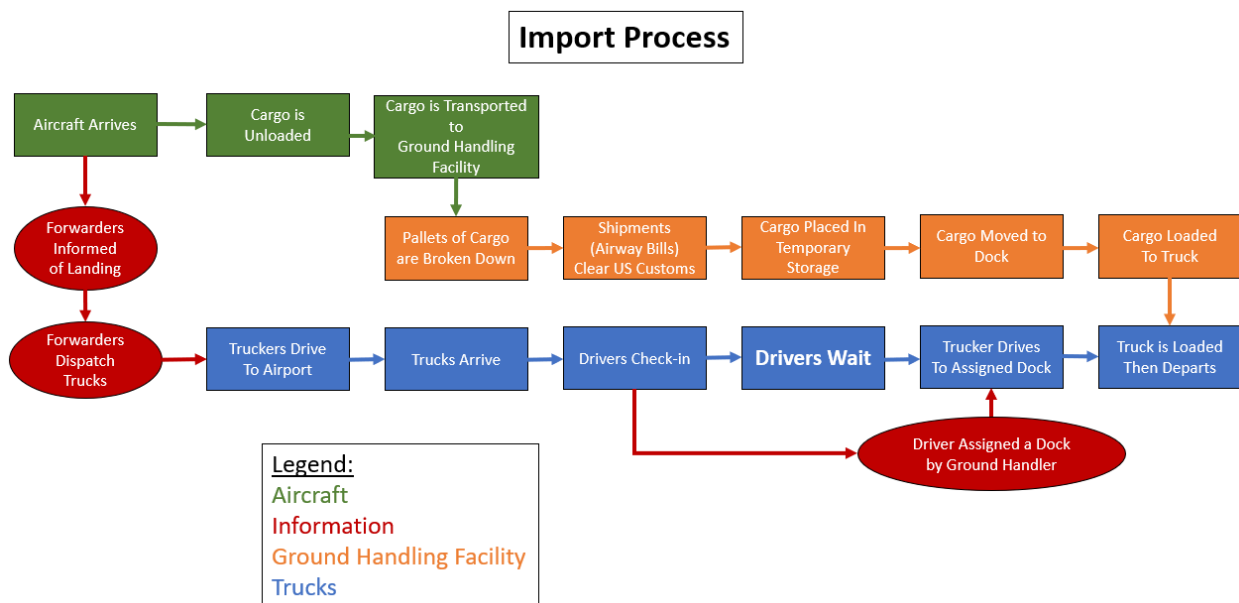 Import Process
Aircraft Arrives
Cargo is
Unloaded
Cargo is Transported
to
Ground Handling
Facility
Forwarders
Informed
of Landing
Pallets of Cargo
are Broken Down
Shipments
(Airway Bills)
Clear US Customs
Cargo Placed In
Temporary
Storage
Cargo Moved to
Dock
Cargo Loaded
To Truck
Forwarders
Dispatch
Trucks
Truckers Drive
To Airport
Trucks Arrive
Drivers Check-in
Drivers Wait
Trucker Drives
To Assigned Dock
Truck is Loaded
Then Departs
Driver Assigned a Dock
by Ground Handler
Legend:
Aircraft
Information
Ground Handling Facility
Trucks